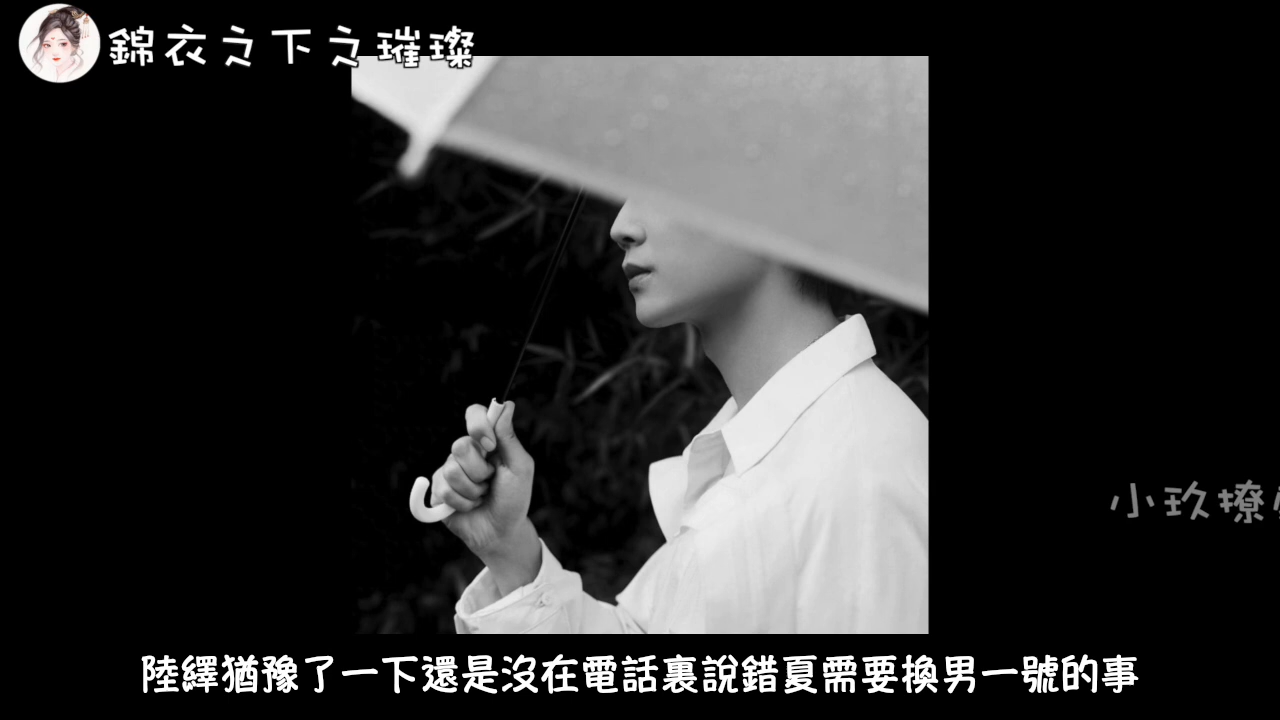 錦衣之下之璀璨
小玖撩
陸繹猶豫了一下還是沒在電話裏說錯夏需要換男一號的事